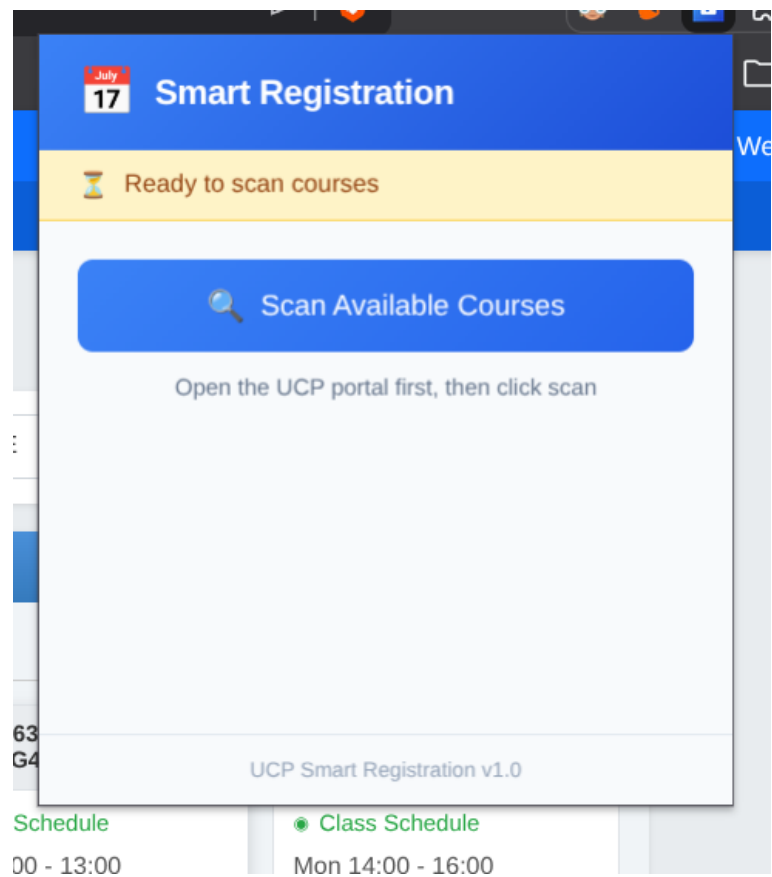 July
17
Smart Registration
We
Ready to scan courses
Scan Available Courses
Open the UCP portal first, then click scan
63
G4
UCP Smart Registration v1.0
Schedule
Class Schedule
00 - 13:00
Mon 14:00 - 16:00